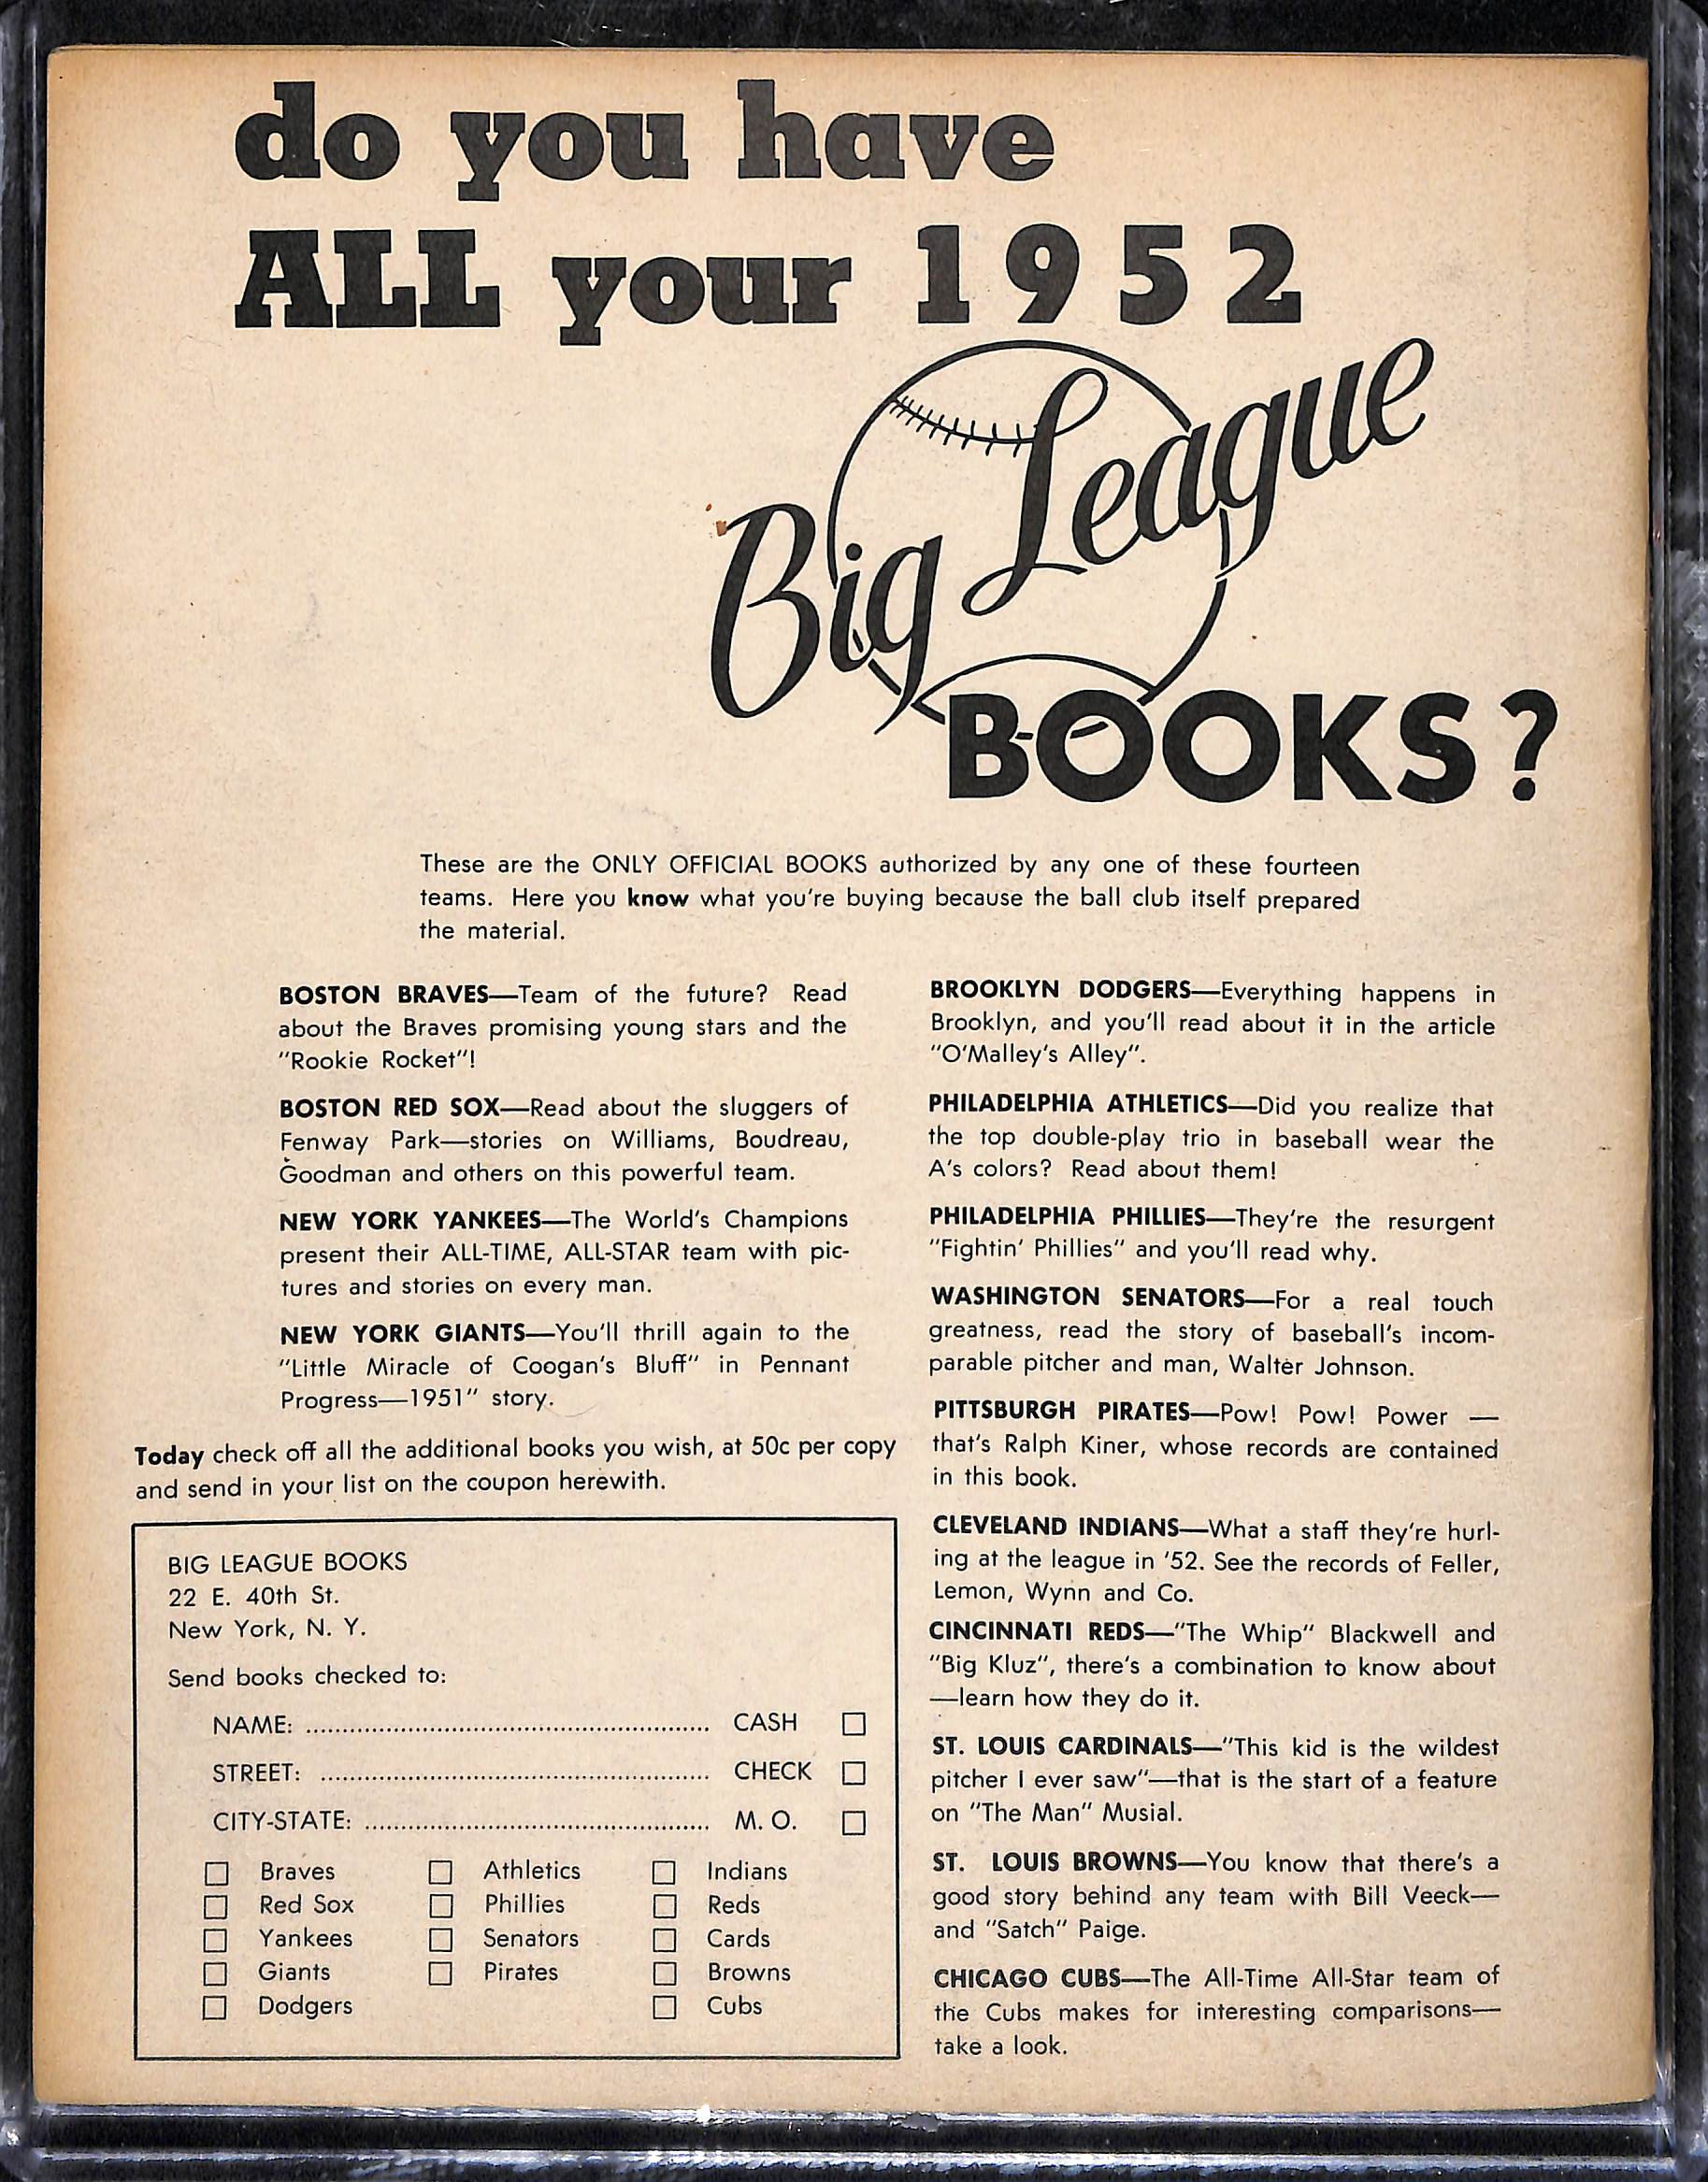 do you have
ALL your 1952
Big League
BOOKS?
These are the ONLY OFFICIAL BOOKS authorized by any one of these fourteen
teams. Here you know what you're buying because the ball club itself prepared
the material.
BOSTON BRAVES—Team of the future? Read
about the Braves promising young stars and the
"Rookie Rocket"!
BOSTON RED SOX—Read about the sluggers of
Fenway Park—stories on Williams, Boudreau,
Goodman and others on this powerful team.
NEW YORK YANKEES—The World's Champions
present their ALL-TIME, ALL-STAR team with pic-
tures and stories on every man.
NEW YORK GIANTS—You'll thrill again to the
"Little Miracle of Coogan's Bluff" in Pennant
Progress—1951" story.
Today check off all the additional books you wish, at 50c per copy
and send in your list on the coupon herewith.
BIG LEAGUE BOOKS
22 E. 40th St.
New York, N. Y.
Send books checked to:
NAME: ........................................ CASH □
STREET: ........................................ CHECK □
CITY-STATE: ........................................ M. O. □
□ Braves □ Athletics □ Indians
□ Red Sox □ Phillies □ Reds
□ Yankees □ Senators □ Cards
□ Giants □ Pirates □ Browns
□ Dodgers □ Cubs
BROOKLYN DODGERS—Everything happens in
Brooklyn, and you'll read about it in the article
"O'Malley's Alley".
PHILADELPHIA ATHLETICS—Did you realize that
the top double-play trio in baseball wear the
A's colors? Read about them!
PHILADELPHIA PHILLIES—They're the resurgent
"Fightin' Phillies" and you'll read why.
WASHINGTON SENATORS—For a real touch
greatness, read the story of baseball's incom-
parable pitcher and man, Walter Johnson.
PITTSBURGH PIRATES—Pow! Pow! Power —
that's Ralph Kiner, whose records are contained
in this book.
CLEVELAND INDIANS—What a staff they're hurl-
ing at the league in '52. See the records of Feller,
Lemon, Wynn and Co.
CINCINNATI REDS—"The Whip" Blackwell and
"Big Kluz", there's a combination to know about
—learn how they do it.
ST. LOUIS CARDINALS—"This kid is the wildest
pitcher I ever saw"—that is the start of a feature
on "The Man" Musial.
ST. LOUIS BROWNS—You know that there's a
good story behind any team with Bill Veeck—
and "Satch" Paige.
CHICAGO CUBS—The All-Time All-Star team of
the Cubs makes for interesting comparisons—
take a look.